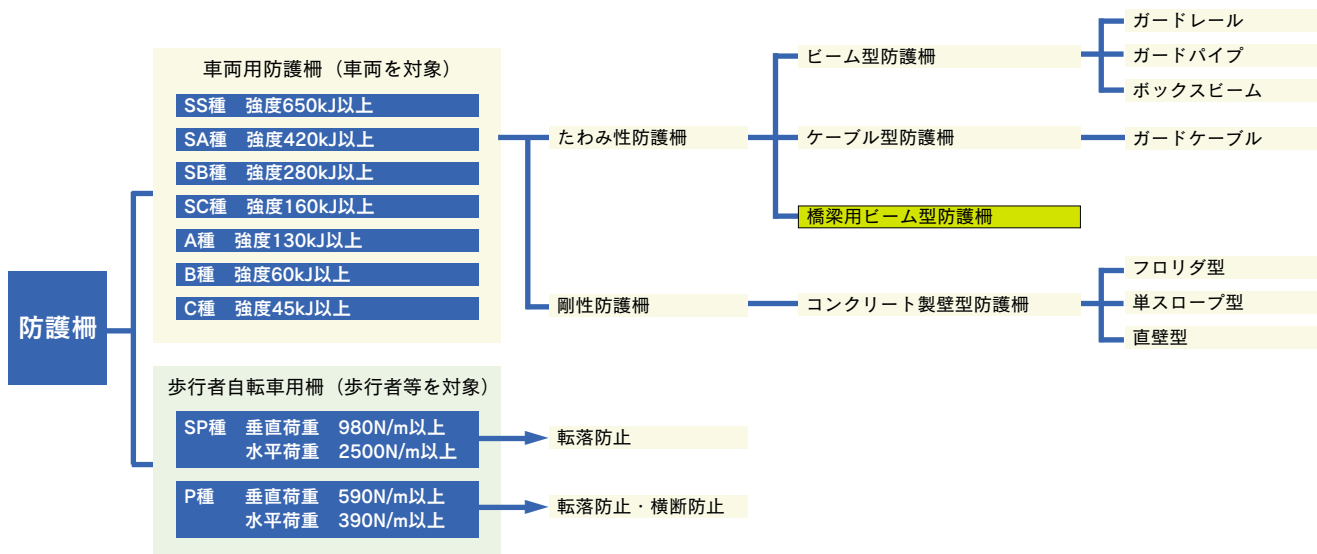 防護柵
車両用防護柵（車両を対象）
SS種　強度650kJ以上
SA種　強度420kJ以上
SB種　強度280kJ以上
SC種　強度160kJ以上
A種　強度130kJ以上
B種　強度60kJ以上
C種　強度45kJ以上
たわみ性防護柵
ビーム型防護柵
ガードレール
ガードパイプ
ボックスビーム
ケーブル型防護柵
ガードケーブル
橋梁用ビーム型防護柵
剛性防護柵
コンクリート製壁型防護柵
フロリダ型
単スロープ型
直壁型
歩行者自転車用柵（歩行者等を対象）
SP種　垂直荷重　980N/m以上
水平荷重　2500N/m以上
転落防止
P種　垂直荷重　590N/m以上
水平荷重　390N/m以上
転落防止・横断防止